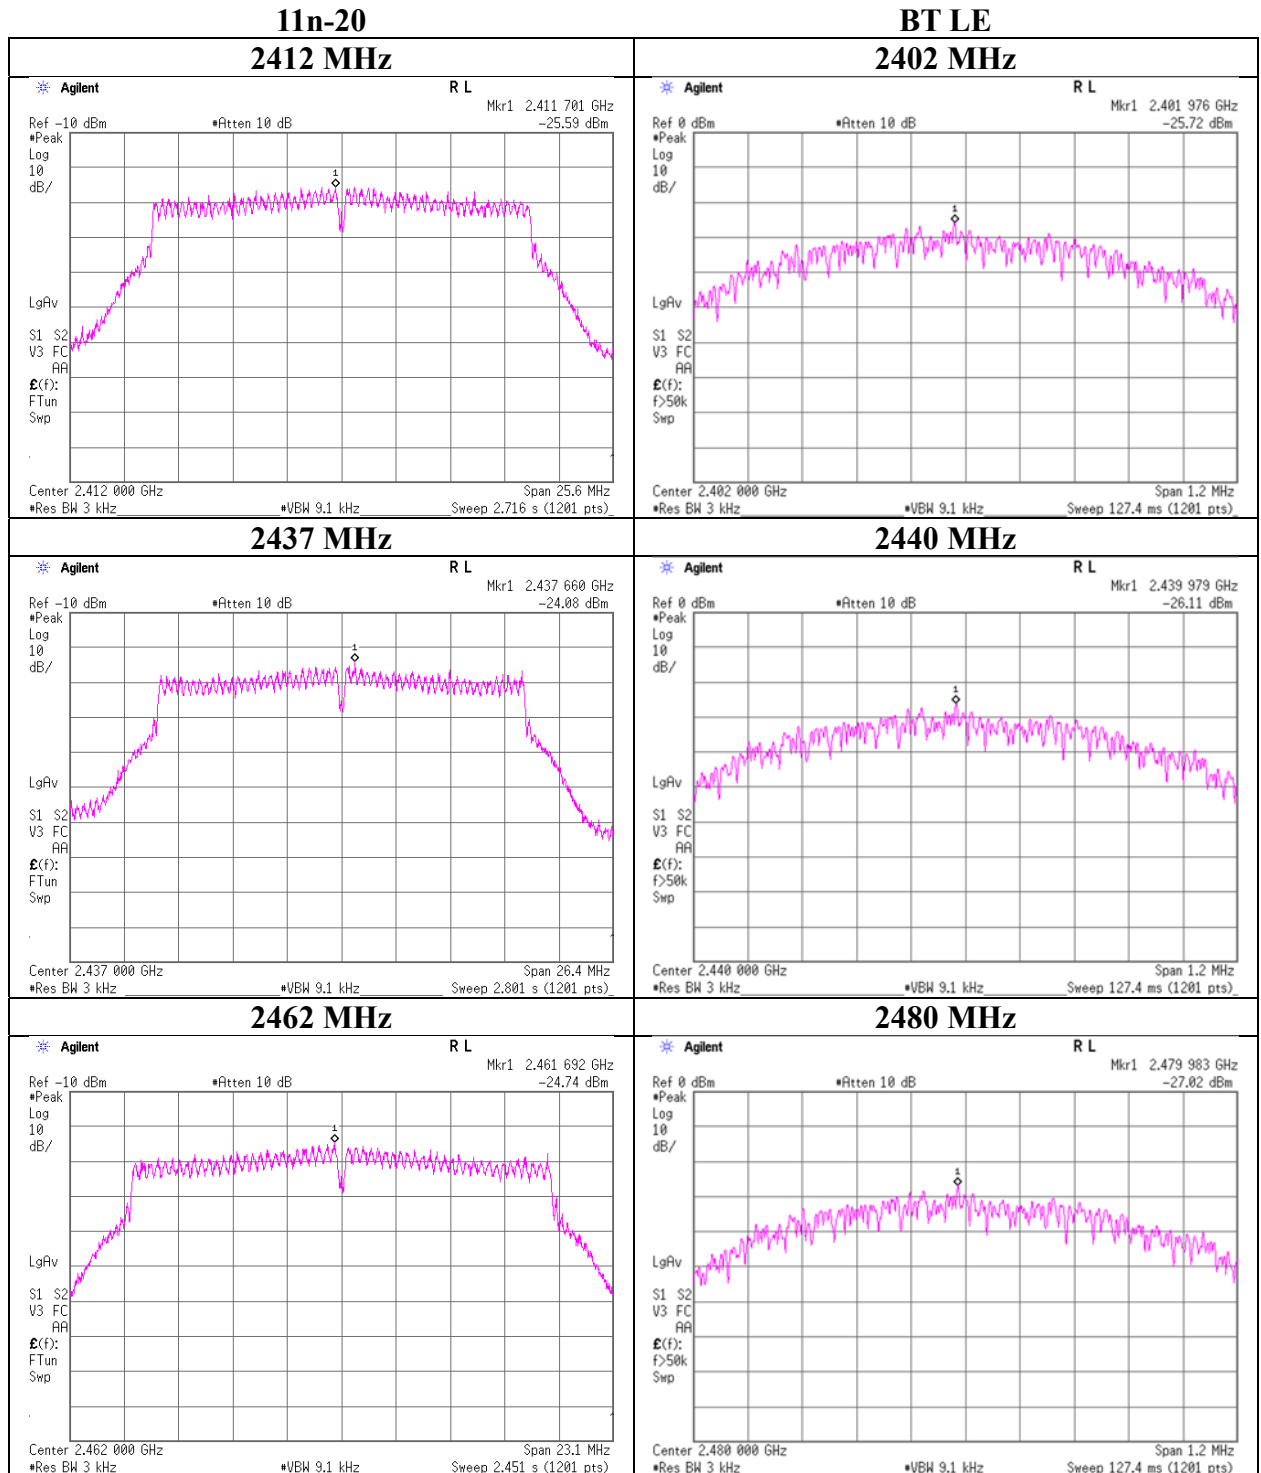 11n-20 BT LE
2412 MHz 2402 MHz
Agilent R L
Mkr1 2.411 701 GHz
Ref -10 dBm #Atten 10 dB -25.59 dBm
#Peak
Log
10
dB/
1
LgAv
S1 S2
V3 FC
AA
£(f):
FTun
Swp
Center 2.412 000 GHz Span 25.6 MHz
#Res BW 3 kHz #VBW 9.1 kHz Sweep 2.716 s (1201 pts)
Agilent R L
Mkr1 2.401 976 GHz
Ref 0 dBm #Atten 10 dB -25.72 dBm
#Peak
Log
10
dB/
1
LgAv
S1 S2
V3 FC
AA
£(f):
f>50k
Swp
Center 2.402 000 GHz Span 1.2 MHz
#Res BW 3 kHz #VBW 9.1 kHz Sweep 127.4 ms (1201 pts)
2437 MHz 2440 MHz
Agilent R L
Mkr1 2.437 660 GHz
Ref -10 dBm #Atten 10 dB -24.08 dBm
#Peak
Log
10
dB/
1
LgAv
S1 S2
V3 FC
AA
£(f):
FTun
Swp
Center 2.437 000 GHz Span 26.4 MHz
#Res BW 3 kHz #VBW 9.1 kHz Sweep 2.801 s (1201 pts)
Agilent R L
Mkr1 2.439 979 GHz
Ref 0 dBm #Atten 10 dB -26.11 dBm
#Peak
Log
10
dB/
1
LgAv
S1 S2
V3 FC
AA
£(f):
f>50k
Swp
Center 2.440 000 GHz Span 1.2 MHz
#Res BW 3 kHz #VBW 9.1 kHz Sweep 127.4 ms (1201 pts)
2462 MHz 2480 MHz
Agilent R L
Mkr1 2.461 692 GHz
Ref -10 dBm #Atten 10 dB -24.74 dBm
#Peak
Log
10
dB/
1
LgAv
S1 S2
V3 FC
AA
£(f):
FTun
Swp
Center 2.462 000 GHz Span 23.1 MHz
#Res BW 3 kHz #VBW 9.1 kHz Sweep 2.451 s (1201 pts)
Agilent R L
Mkr1 2.479 983 GHz
Ref 0 dBm #Atten 10 dB -27.02 dBm
#Peak
Log
10
dB/
1
LgAv
S1 S2
V3 FC
AA
£(f):
f>50k
Swp
Center 2.480 000 GHz Span 1.2 MHz
#Res BW 3 kHz #VBW 9.1 kHz Sweep 127.4 ms (1201 pts)